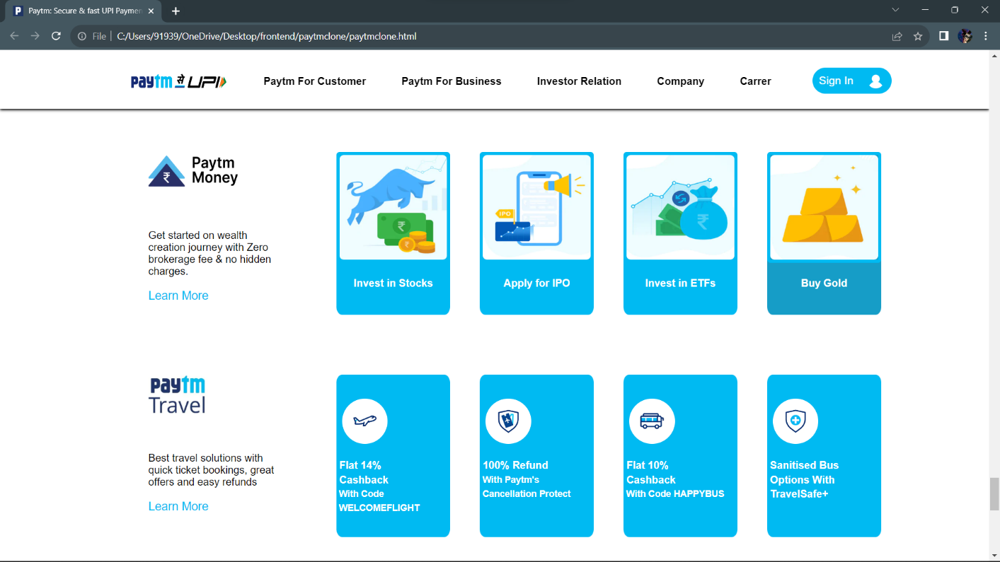 Paytm: Secure & fast UPI Paymen
File
C:/Users/91939/OneDrive/Desktop/frontend/paytmclone/paytmclone.html
paytm से UPI
Paytm For Customer
Paytm For Business
Investor Relation
Company
Carrer
Sign In
Paytm
Money
Get started on wealth
creation journey with Zero
brokerage fee & no hidden
charges.
Learn More
Invest in Stocks
IPO
Apply for IPO
Invest in ETFs
Buy Gold
paytm
Travel
Best travel solutions with
quick ticket bookings, great
offers and easy refunds
Learn More
Flat 14%
Cashback
With Code
WELCOMEFLIGHT
100% Refund
With Paytm's
Cancellation Protect
Flat 10%
Cashback
With Code HAPPYBUS
Sanitised Bus
Options With
TravelSafe+